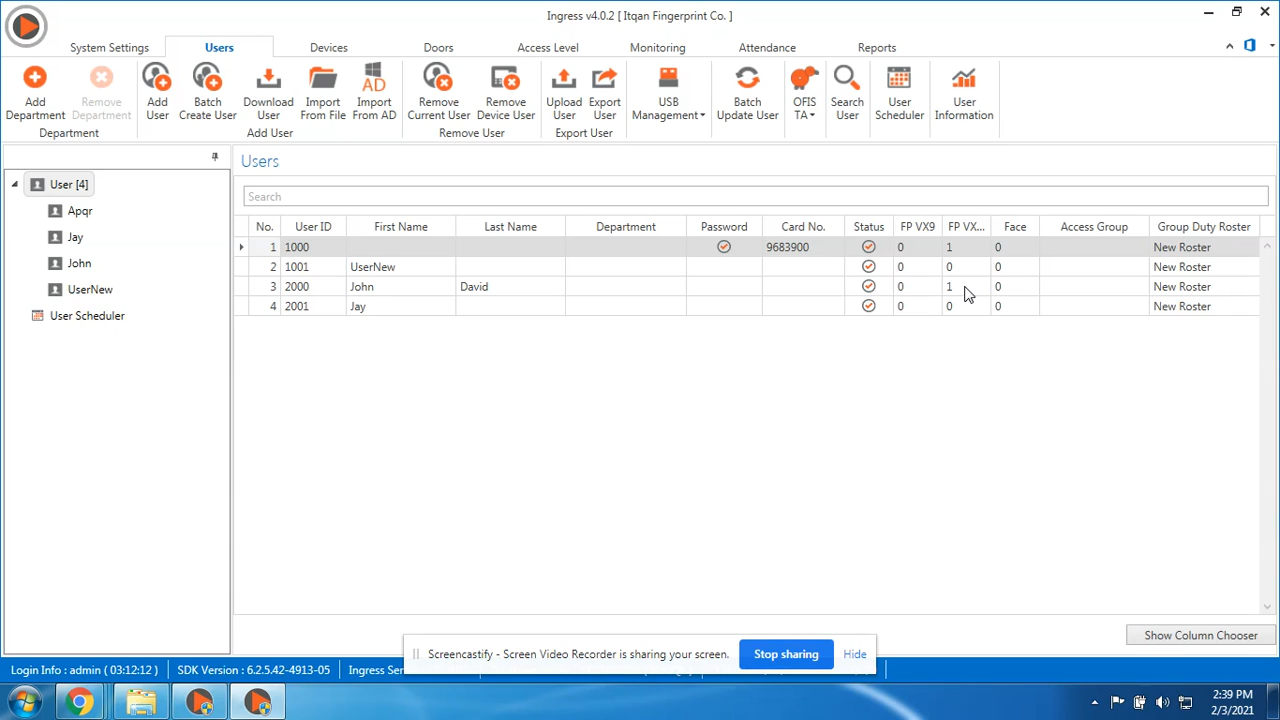 Ingress v4.0.2 [ Itqan Fingerprint Co. ]
System Settings Users Devices Doors Access Level Monitoring Attendance Reports
Add Department Remove Department Add User Batch Create User Download User Import From File AD Import From AD Remove Current User Remove Device User Upload User Export User USB Management Batch Update User OFIS TA Search User User Scheduler User Information
Department Add User Remove User Export User
Users
User [4]
Apqr
Jay
John
UserNew
User Scheduler
Search
No. User ID First Name Last Name Department Password Card No. Status FP VX9 FP VX... Face Access Group Group Duty Roster
1 1000 9683900 0 1 0 New Roster
2 1001 UserNew 0 0 0 New Roster
3 2000 John David 0 1 0 New Roster
4 2001 Jay 0 0 0 New Roster
Show Column Chooser
Screencastify - Screen Video Recorder is sharing your screen. Stop sharing Hide
Login Info : admin ( 03:12:12 ) SDK Version : 6.2.5.42-4913-05 Ingress Ser
2:39 PM
2/3/2021